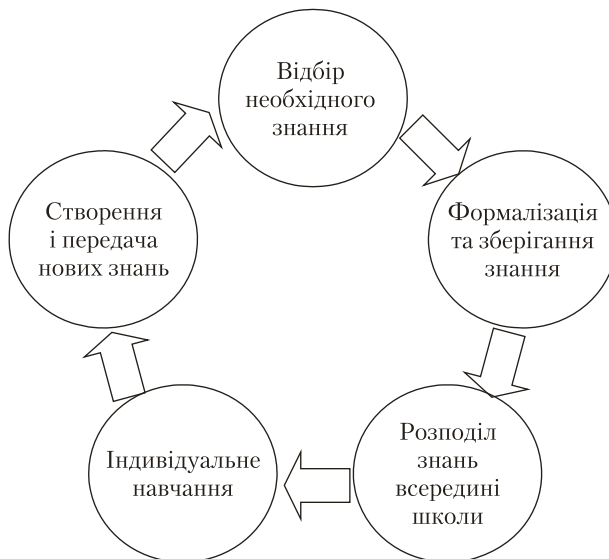 Відбір
необхідного
знання
Формалізація
та зберігання
знання
Розподіл
знань
всередині
школи
Індивідуальне
навчання
Створення
і передача
нових знань